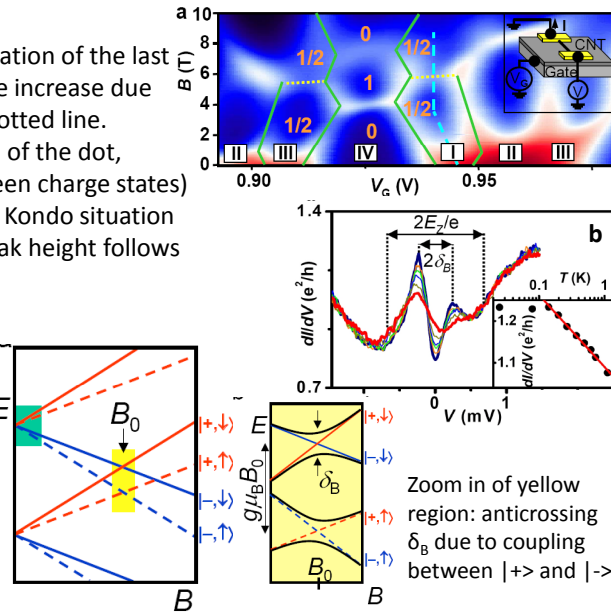 ation of the last
e increase due
otted line.
of the dot,
een charge states)
Kondo situation
ak height follows
a
B (T)
10
8
6
4
2
0
0
1/2
1/2
1
1/2
1/2
0
II
III
IV
I
II
III
0.90
V_G (V)
0.95
I
CNT
Gate
V_G
V
b
1.4
0.7
dI/dV (e²/h)
2E_Z/e
2δ_B
0
1
V (mV)
T (K)
0.1
1
1.2
1.1
dI/dV (e²/h)
E
B₀
|+,↓⟩
|+,↑⟩
|−,↓⟩
|−,↑⟩
B
E
gμ_BB₀
δ_B
|+,↓⟩
|−,↓⟩
|+,↑⟩
|−,↑⟩
B₀
B
Zoom in of yellow
region: anticrossing
δ_B due to coupling
between |+> and |->